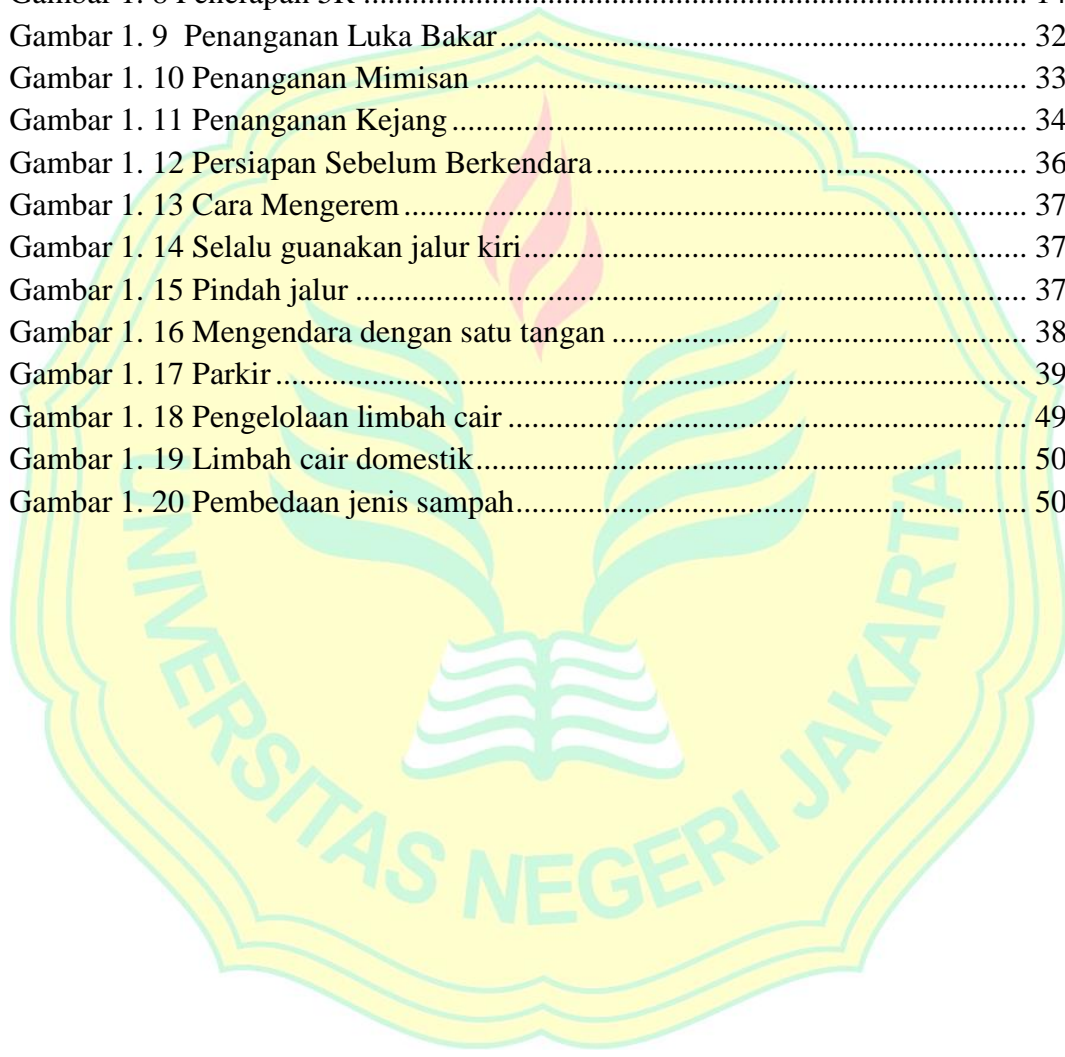 Gambar 1. 9 Penanganan Luka Bakar ........................................................................ 32
Gambar 1. 10 Penanganan Mimisan ........................................................................... 33
Gambar 1. 11 Penanganan Kejang .............................................................................. 34
Gambar 1. 12 Persiapan Sebelum Berkendara ........................................................... 36
Gambar 1. 13 Cara Mengerem ..................................................................................... 37
Gambar 1. 14 Selalu guanakan jalur kiri ..................................................................... 37
Gambar 1. 15 Pindah jalur ........................................................................................... 37
Gambar 1. 16 Mengendara dengan satu tangan ......................................................... 38
Gambar 1. 17 Parkir ..................................................................................................... 39
Gambar 1. 18 Pengelolaan limbah cair ....................................................................... 49
Gambar 1. 19 Limbah cair domestik ............................................................................ 50
Gambar 1. 20 Pembedaan jenis sampah ...................................................................... 50
UNIVERSITAS NEGERI JAKARTA